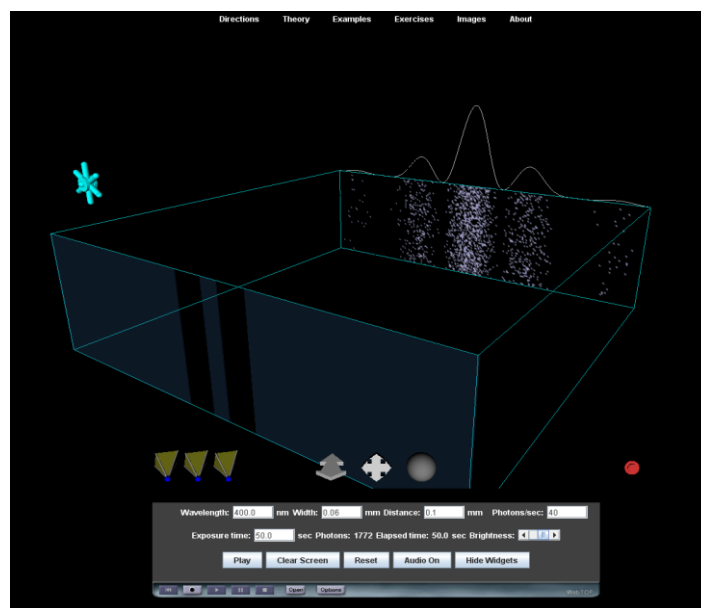 Directions Theory Examples Exercises Images About
Wavelength: 400.0 nm Width: 0.06 mm Distance: 0.1 mm Photons/sec: 40
Exposure time: 50.0 sec Photons: 1772 Elapsed time: 50.0 sec Brightness:
Play Clear Screen Reset Audio On Hide Widgets
Open Options